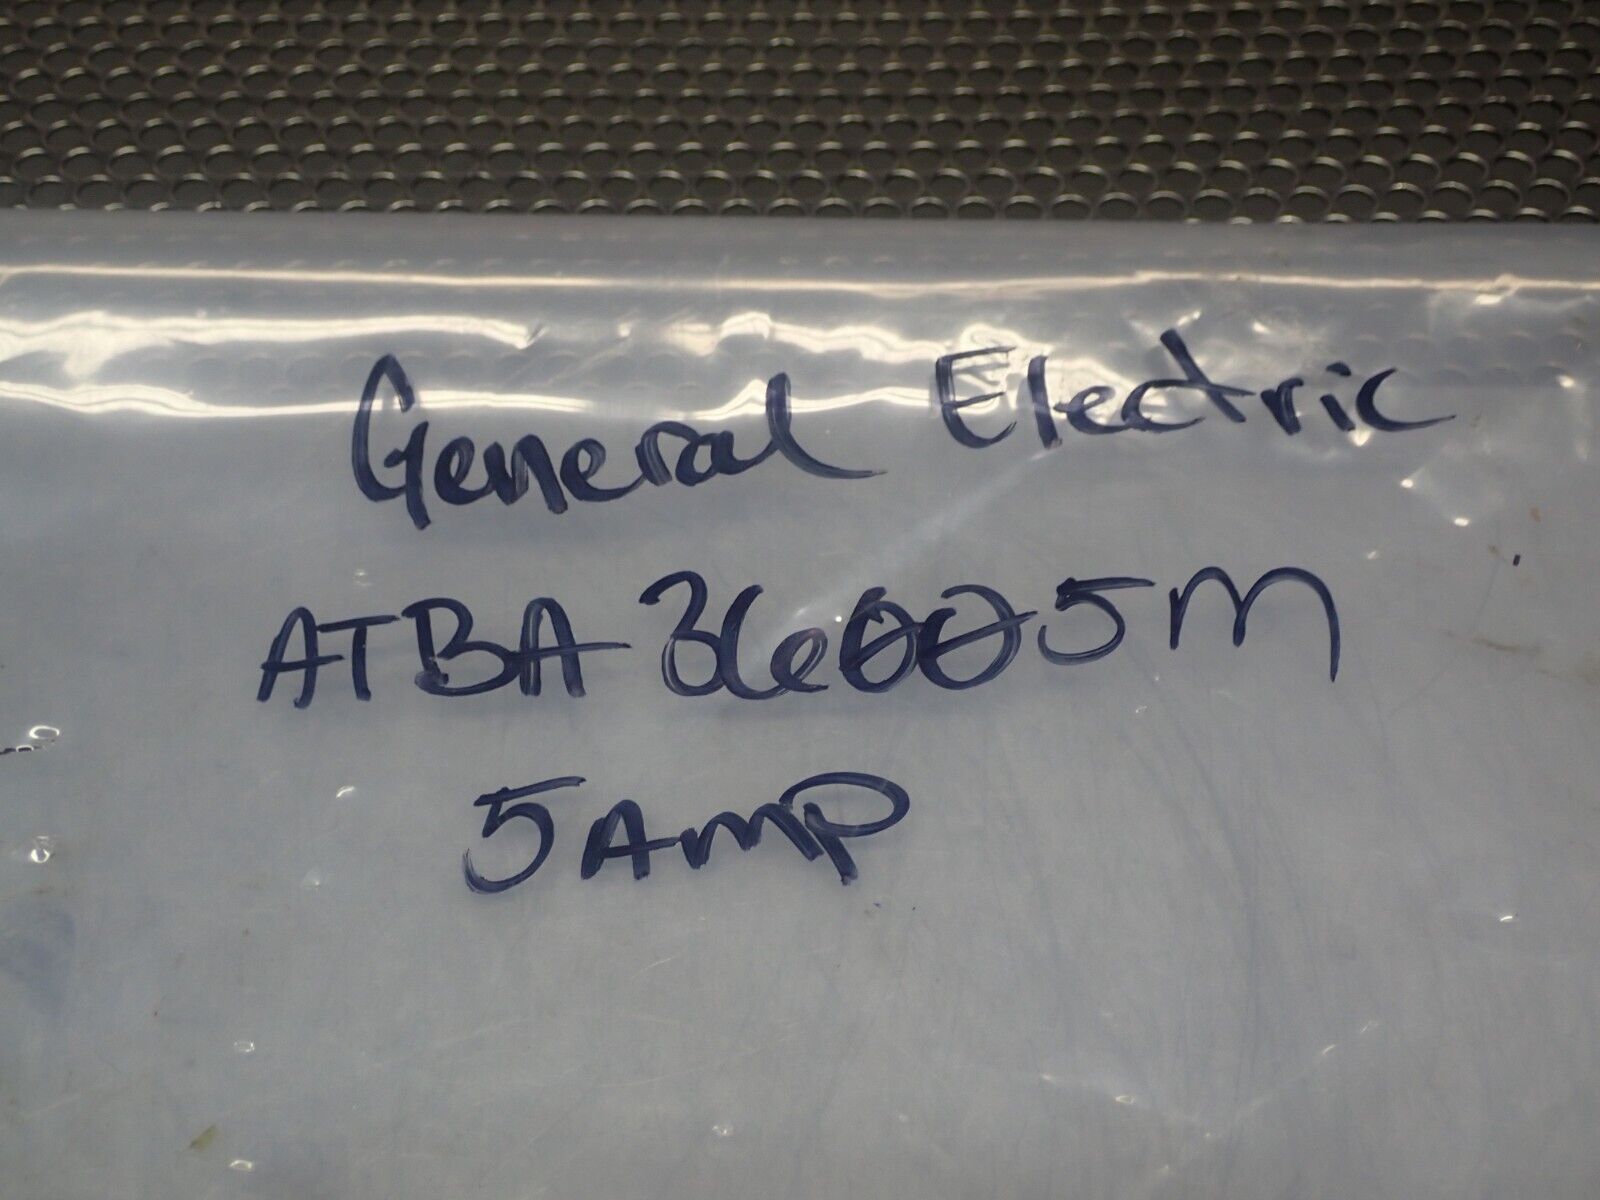 General Electric
ATBA36005M
5Amp